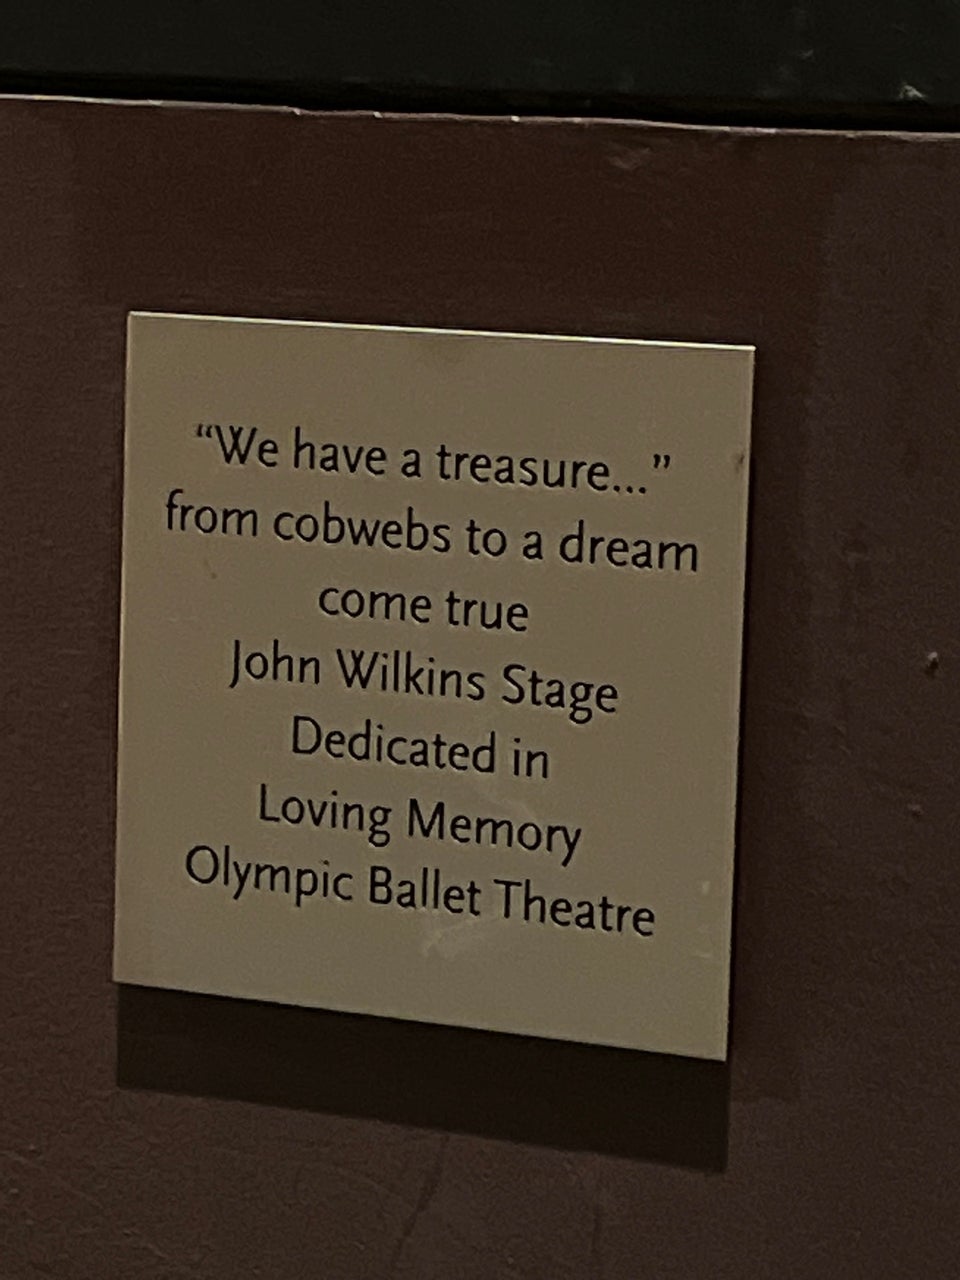 “We have a treasure...”
from cobwebs to a dream
come true
John Wilkins Stage
Dedicated in
Loving Memory
Olympic Ballet Theatre